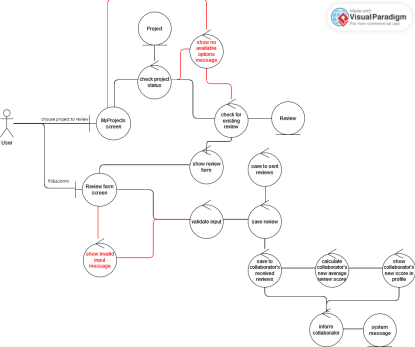 Made with
VisualParadigm
For non-commercial use
Project
show no
available
options
message
check project
status
choose project to review
MyProjects
screen
check for
existing
review
Review
User
show review
form
save to sent
reviews
fill&submit
Review form
screen
validate input
save review
show invalid
input
message
save to
collaborator's
received
reviews
calculate
collaborator's
new average
review score
show
collaborator's
new score in
profile
inform
collaborator
system
message